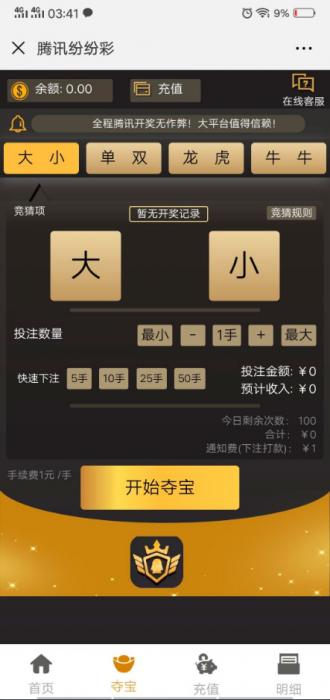 4G 4G 03:41 9%
× 腾讯纷纷彩 ···
余额: 0.00 充值
在线客服
全程腾讯开奖无作弊！大平台值得信赖！
大 小 单 双 龙 虎 牛 牛
竞猜项 暂无开奖记录 竞猜规则
大 小
投注数量 最小 - 1手 + 最大
快速下注 5手 10手 25手 50手
投注金额: ¥0
预计收入: ¥0
今日剩余次数: 100
合计: ¥0
通知费(下注打款): ¥1
手续费1元 /手
开始夺宝
首页 夺宝 充值 明细